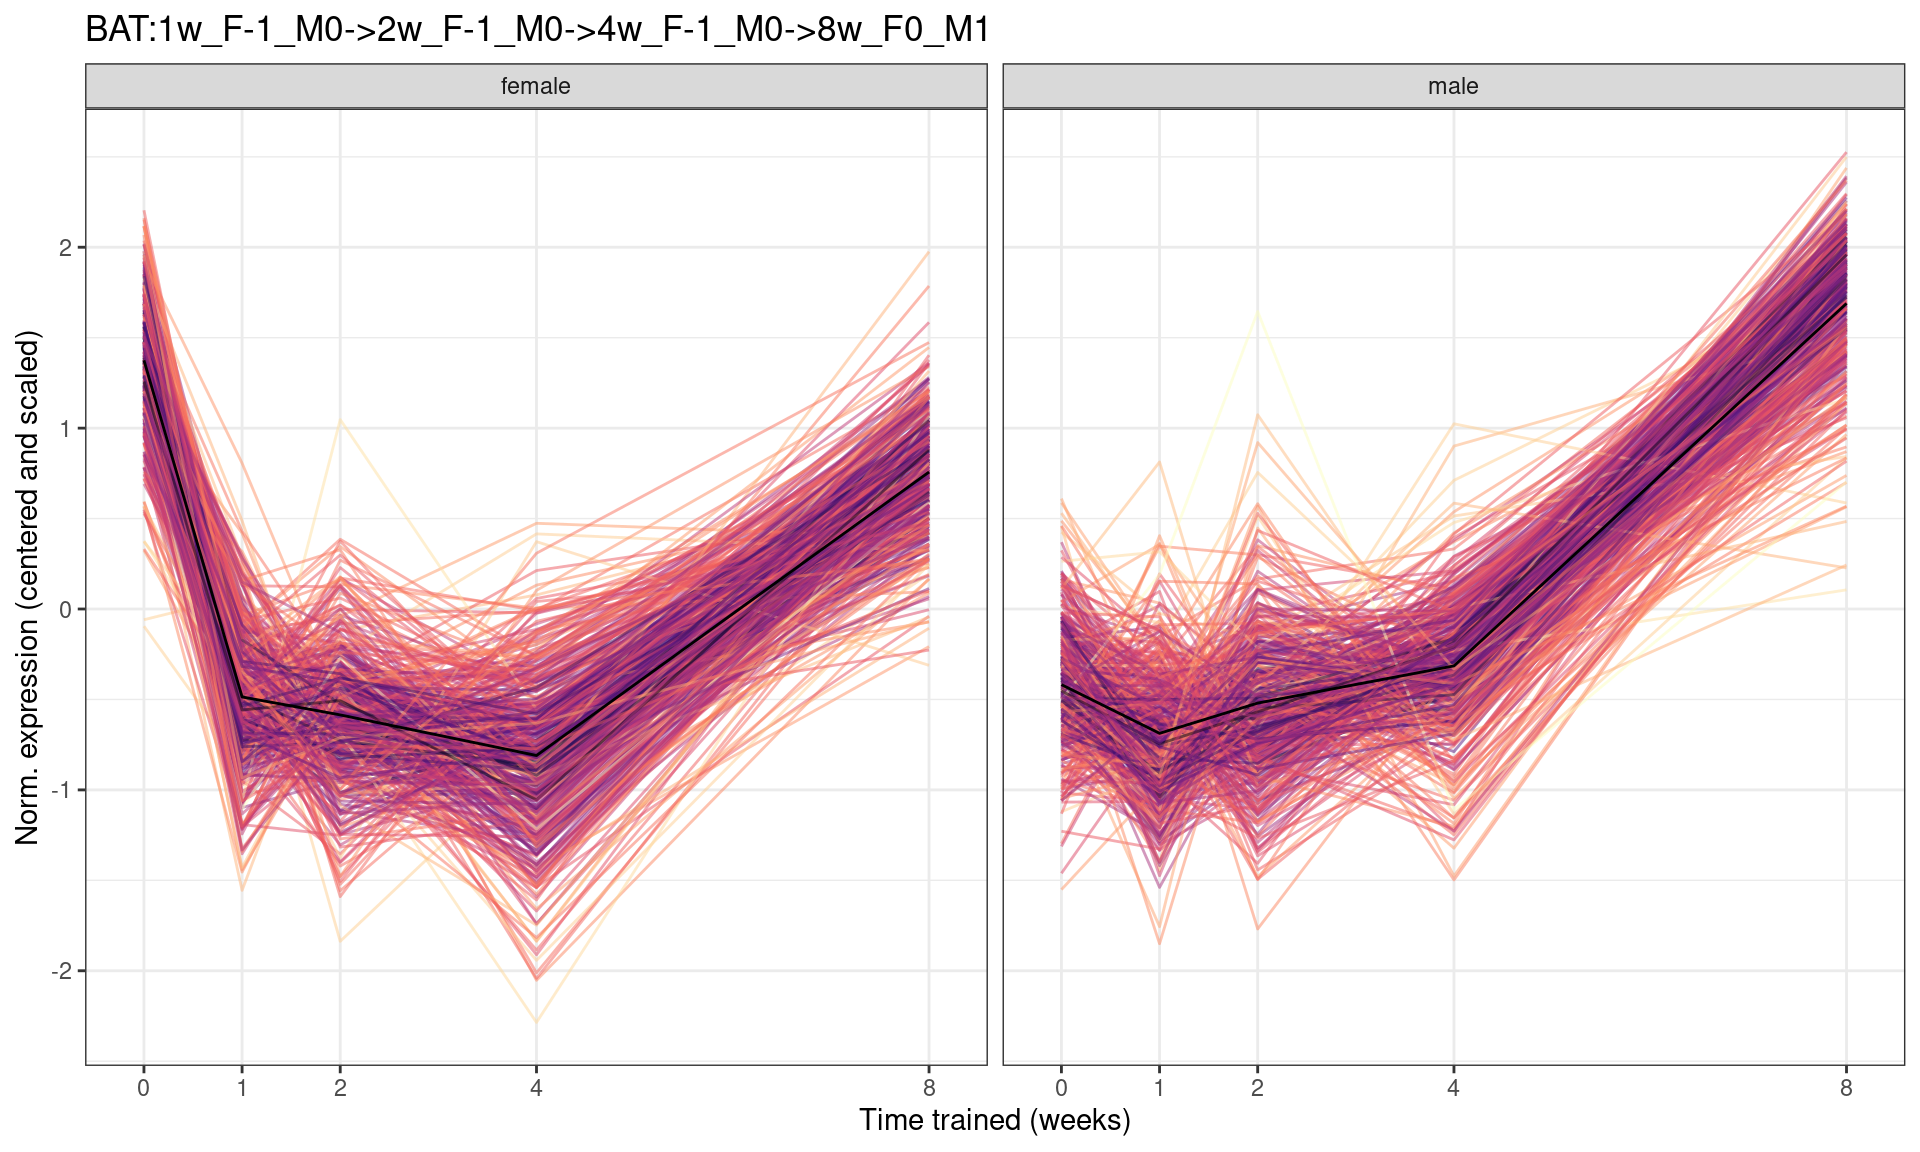 BAT:1w_F-1_M0->2w_F-1_M0->4w_F-1_M0->8w_F0_M1
female
male
Norm. expression (centered and scaled)
2
1
0
-1
-2
0 1 2 4 8
0 1 2 4 8
Time trained (weeks)